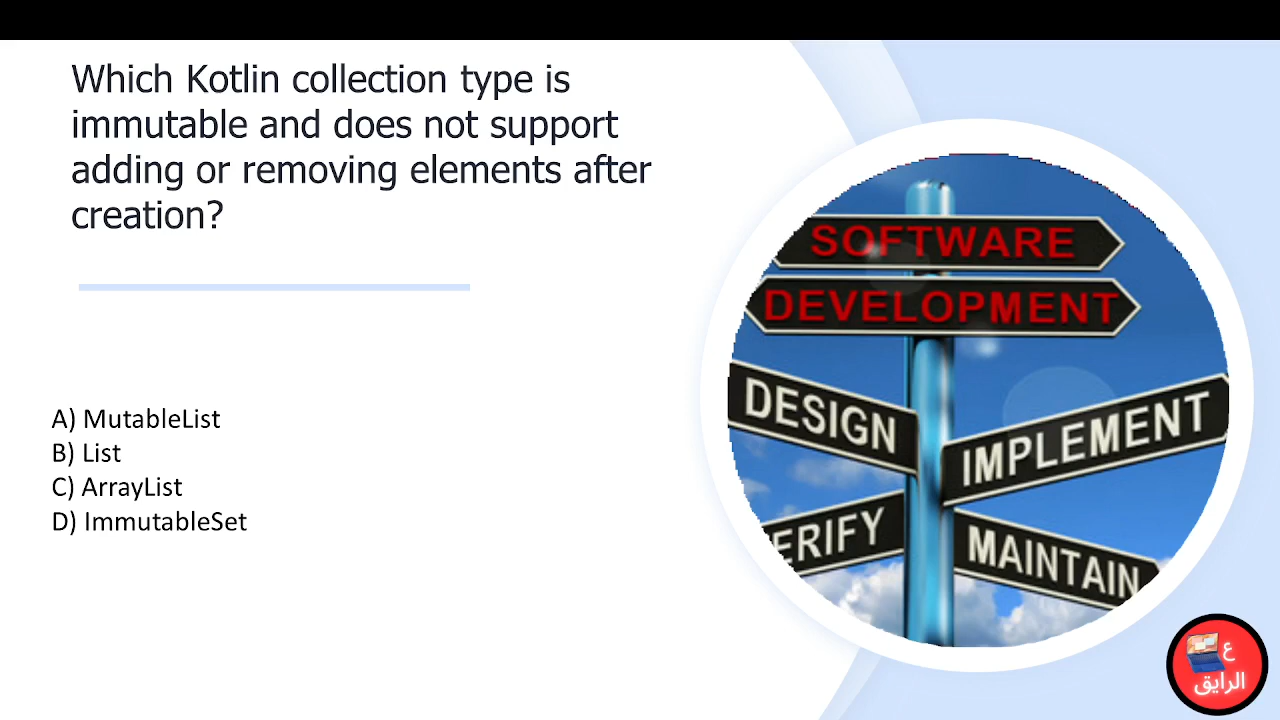 Which Kotlin collection type is
immutable and does not support
adding or removing elements after
creation?
A) MutableList
B) List
C) ArrayList
D) ImmutableSet
SOFTWARE
DEVELOPMENT
DESIGN
IMPLEMENT
ERIFY
MAINTAIN
ع
الرايق